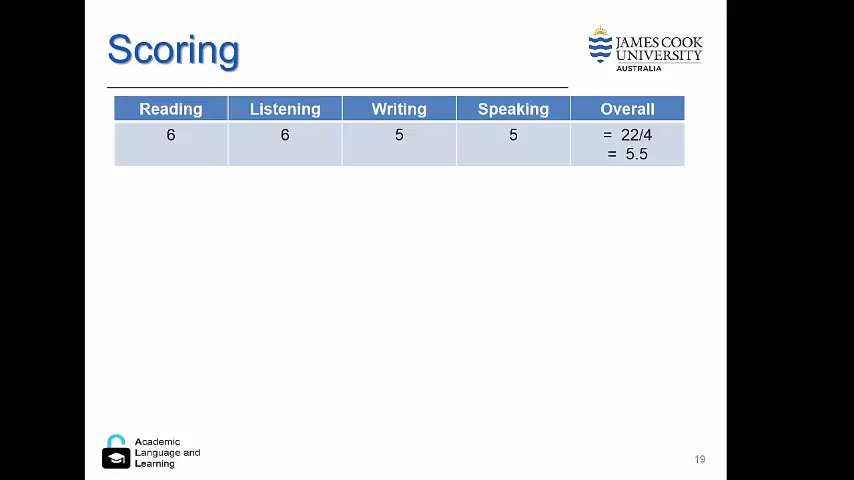 Scoring
JAMES COOK
UNIVERSITY
AUSTRALIA
Reading Listening Writing Speaking Overall
6 6 5 5 = 22/4
= 5.5
Academic
Language and
Learning
19